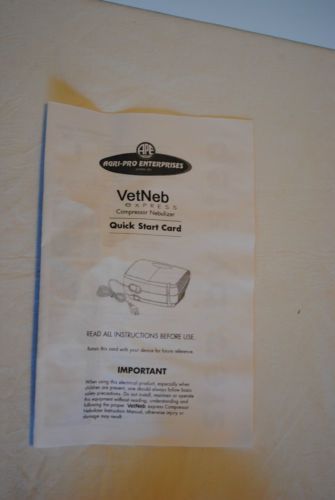 APE
AGRI-PRO ENTERPRISES
VetNeb
eXPRESS
Compressor Nebulizer
Quick Start Card
READ ALL INSTRUCTIONS BEFORE USE.
Retain this card with your device for future reference.
IMPORTANT
When using this electrical product, especially when
children are present, one should always follow basic
safety precautions. Do not install, maintain or operate
this equipment without reading, understanding and
following the proper VetNeb express Compressor
Nebulizer Instruction Manual, otherwise injury or
damage may result.